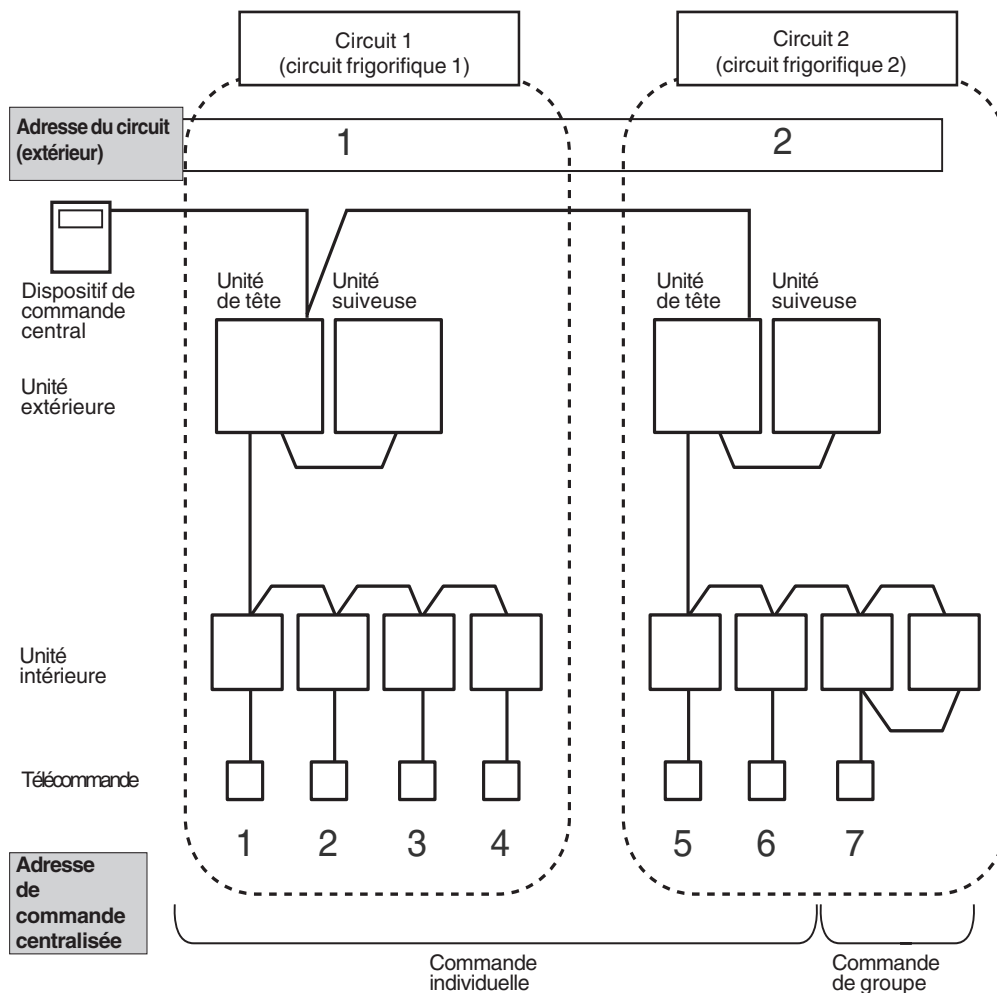 Circuit 1
(circuit frigorifique 1)
Circuit 2
(circuit frigorifique 2)
Adresse du circuit
(extérieur)
1
2
Dispositif de
commande
central
Unité
de tête
Unité
suiveuse
Unité
de tête
Unité
suiveuse
Unité
extérieure
Unité
intérieure
Télécommande
1 2 3 4 5 6 7
Adresse
de
commande
centralisée
Commande
individuelle
Commande
de groupe